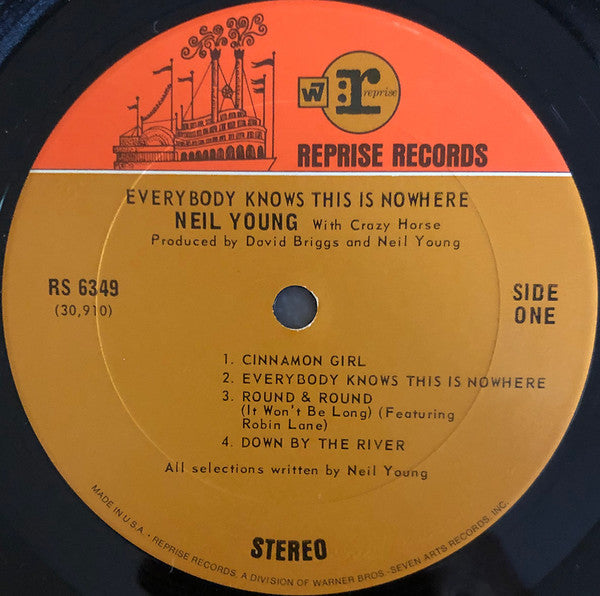 W7 r reprise
REPRISE RECORDS
EVERYBODY KNOWS THIS IS NOWHERE
NEIL YOUNG With Crazy Horse
Produced by David Briggs and Neil Young
RS 6349
(30,910)
SIDE
ONE
1. CINNAMON GIRL
2. EVERYBODY KNOWS THIS IS NOWHERE
3. ROUND & ROUND
(It Won't Be Long) (Featuring
Robin Lane)
4. DOWN BY THE RIVER
All selections written by Neil Young
STEREO
MADE IN U.S.A. • REPRISE RECORDS, A DIVISION OF WARNER BROS.-SEVEN ARTS RECORDS, INC.